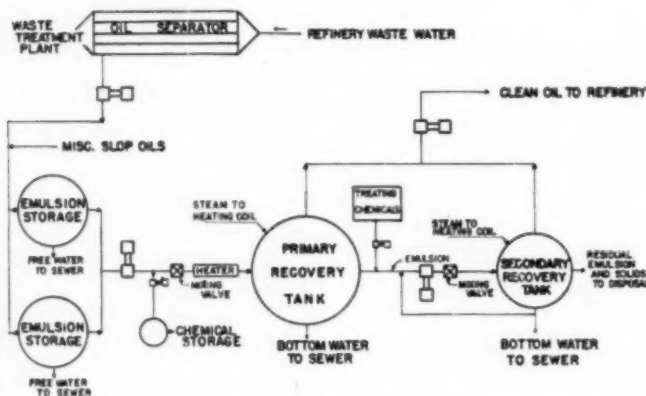 WASTE
TREATMENT
PLANT
OIL SEPARATOR
REFINERY WASTE WATER
CLEAN OIL TO REFINERY
MISC. SLOP OILS
EMULSION
STORAGE
FREE WATER
TO SEWER
EMULSION
STORAGE
FREE WATER
TO SEWER
STEAM TO
HEATING COIL
HEATER
MIXING
VALVE
CHEMICAL
STORAGE
PRIMARY
RECOVERY
TANK
BOTTOM WATER
TO SEWER
TREATING
CHEMICALS
EMULSION
MIXING
VALVE
STEAM TO
HEATING COIL
SECONDARY
RECOVERY
TANK
RESIDUAL
EMULSION
AND SOLIDS
TO DISPOSAL
BOTTOM WATER
TO SEWER